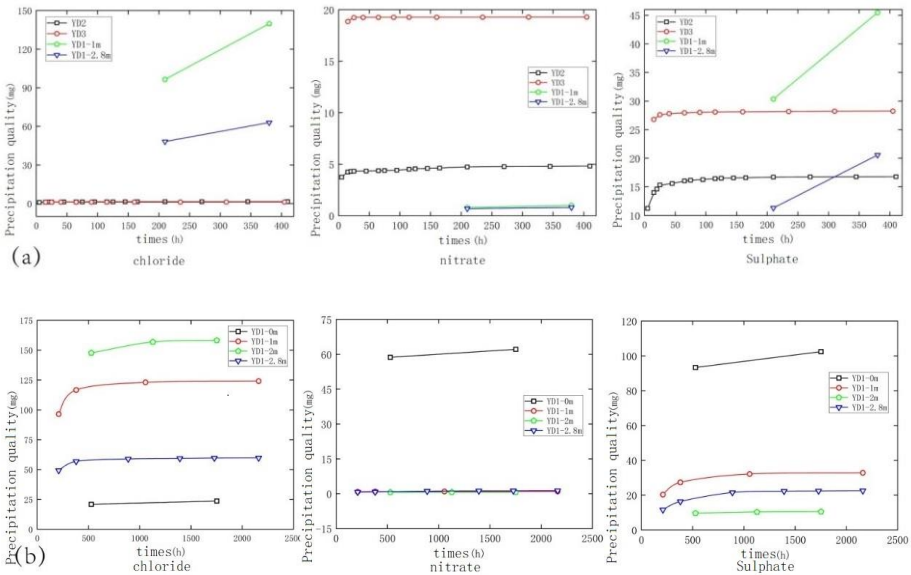 Precipitation quality(mg)
150
120
90
60
30
0
YD2
YD3
YD1-1m
YD1-2.8m
0 50 100 150 200 250 300 350 400
times(h)
chloride
Precipitation quality(mg)
20
15
10
5
0
YD2
YD3
YD1-1m
YD1-2.8m
0 50 100 150 200 250 300 350 400
times(h)
nitrate
Precipitation quality(mg)
45
40
35
30
25
20
15
10
YD2
YD3
YD1-1m
YD1-2.8m
0 50 100 150 200 250 300 350 400
times(h)
Sulphate
(a)
Precipitation quality(mg)
175
150
125
100
75
50
25
0
YD1-0m
YD1-1m
YD1-2m
YD1-2.8m
0 500 1000 1500 2000 2500
times(h)
chloride
Precipitation quality(mg)
75
60
45
30
15
0
-15
YD1-0m
YD1-1m
YD1-2m
YD1-2.8m
0 500 1000 1500 2000 2500
times(h)
nitrate
Precipitation quality(mg)
120
100
80
60
40
20
0
YD1-0m
YD1-1m
YD1-2m
YD1-2.8m
0 500 1000 1500 2000 2500
times(h)
Sulphate
(b)